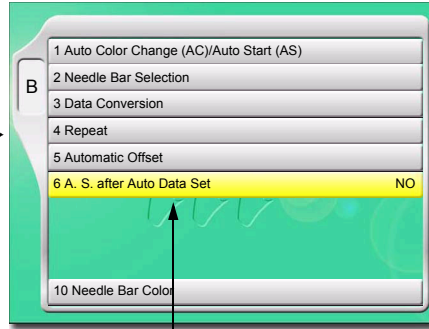 B
1 Auto Color Change (AC)/Auto Start (AS)
2 Needle Bar Selection
3 Data Conversion
4 Repeat
5 Automatic Offset
6 A. S. after Auto Data Set NO
10 Needle Bar Color